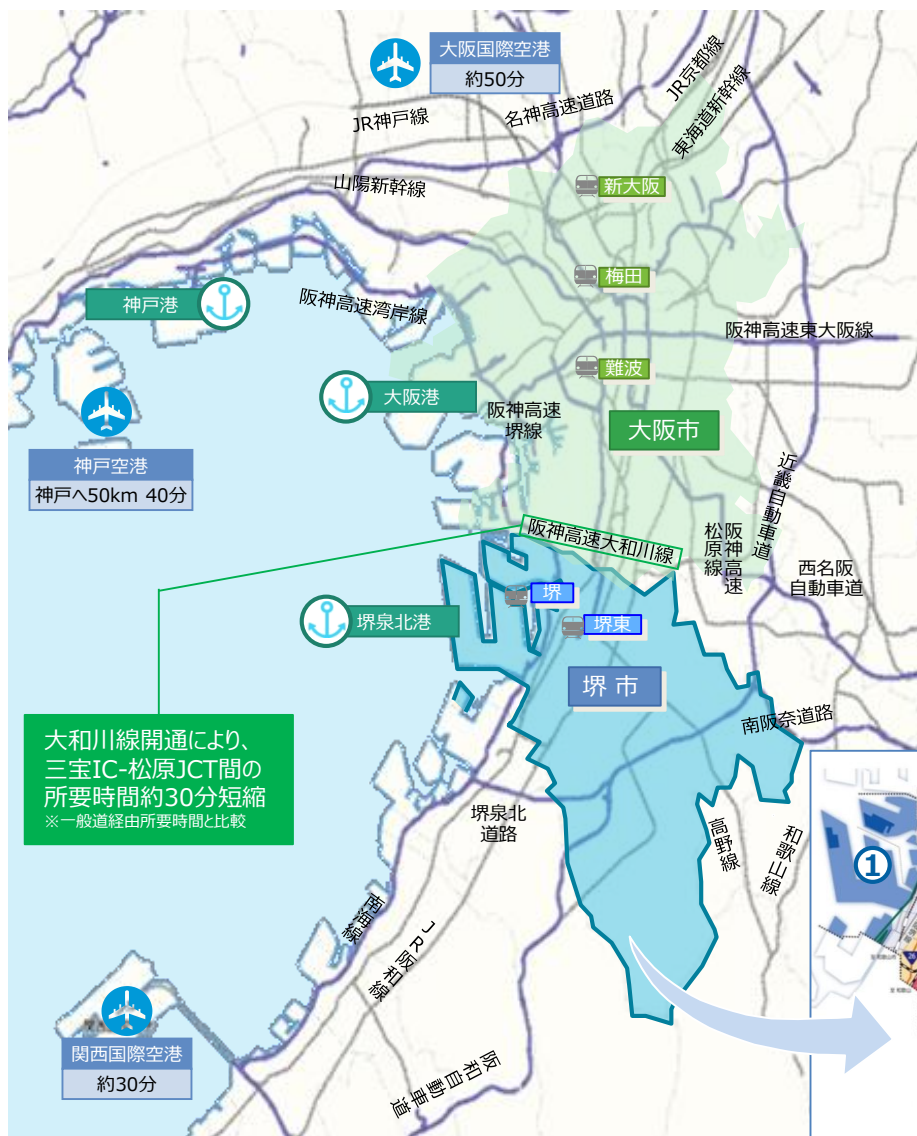 大阪国際空港
約50分
JR京都線
東海道新幹線
名神高速道路
JR神戸線
山陽新幹線
新大阪
梅田
神戸港
阪神高速湾岸線
阪神高速東大阪線
難波
大阪港
阪神高速
堺線
大阪市
神戸空港
神戸へ50km 40分
近畿自動車道
阪神高速大和川線
阪神高速
松原線
西名阪
自動車道
堺
堺泉北港
堺東
堺市
南阪奈道路
大和川線開通により、
三宝IC-松原JCT間の
所要時間約30分短縮
※一般道経由所要時間と比較
堺泉北
道路
高野線
和歌山線
①
南海線
JR阪和線
26
関西国際空港
約30分
阪和自動車道